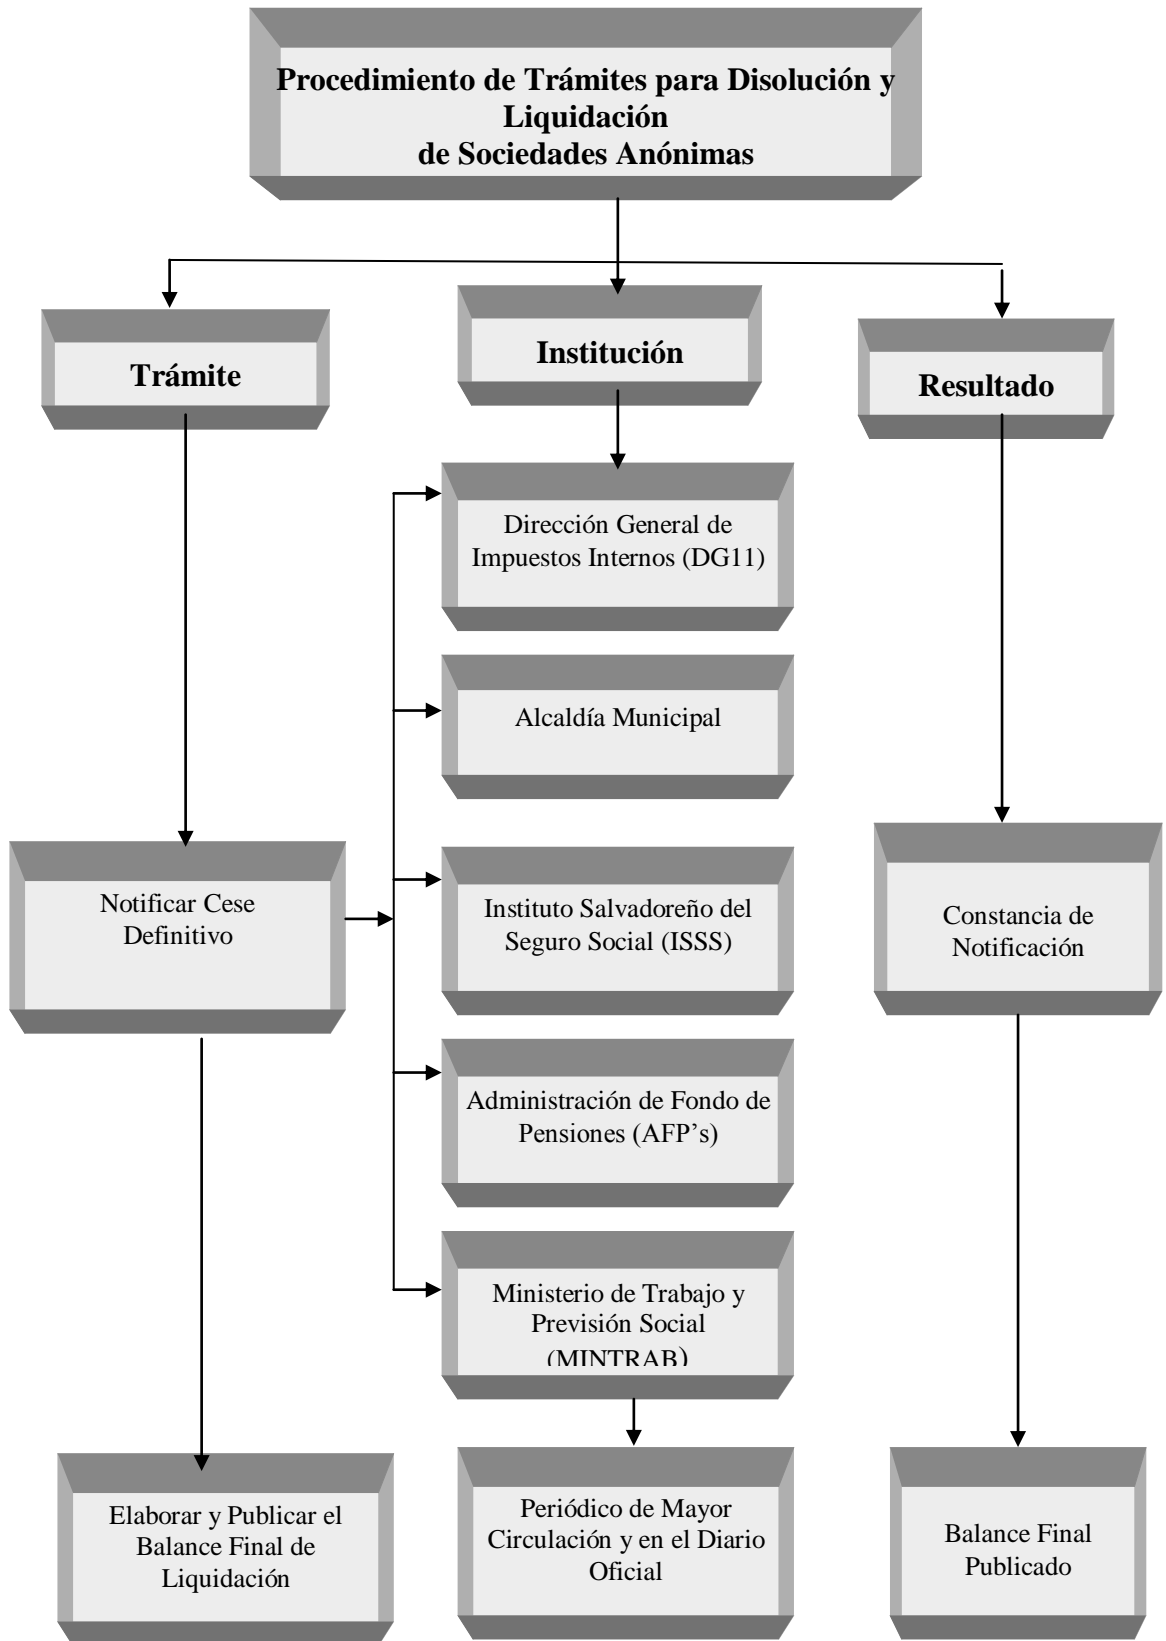 Procedimiento de Trámites para Disolución y
Liquidación
de Sociedades Anónimas
Trámite
Institución
Resultado
Dirección General de
Impuestos Internos (DG11)
Alcaldía Municipal
Notificar Cese
Definitivo
Instituto Salvadoreño del
Seguro Social (ISSS)
Constancia de
Notificación
Administración de Fondo de
Pensiones (AFP’s)
Ministerio de Trabajo y
Previsión Social
(MINTRAB)
Elaborar y Publicar el
Balance Final de
Liquidación
Periódico de Mayor
Circulación y en el Diario
Oficial
Balance Final
Publicado